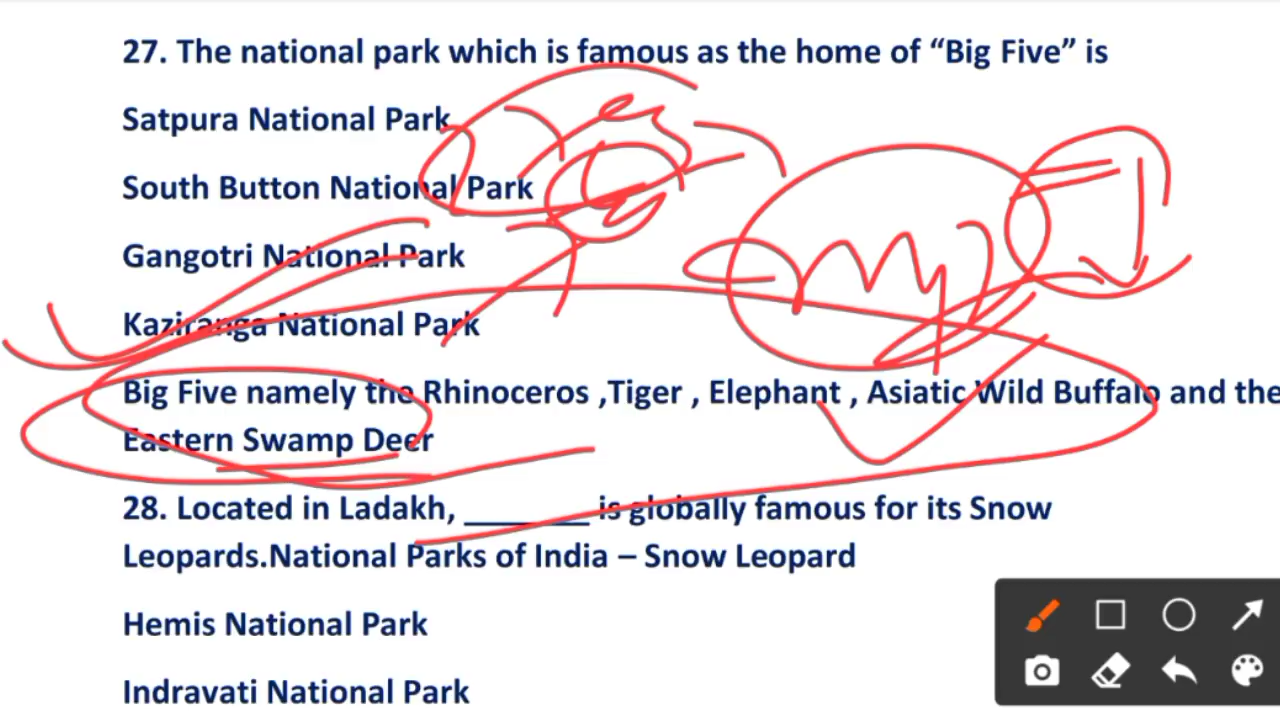 27. The national park which is famous as the home of “Big Five” is
Satpura National Park
South Button National Park
Gangotri National Park
Kaziranga National Park
Big Five namely the Rhinoceros ,Tiger , Elephant , Asiatic Wild Buffalo and the
Eastern Swamp Deer
28. Located in Ladakh, _______ is globally famous for its Snow
Leopards.National Parks of India – Snow Leopard
Hemis National Park
Indravati National Park